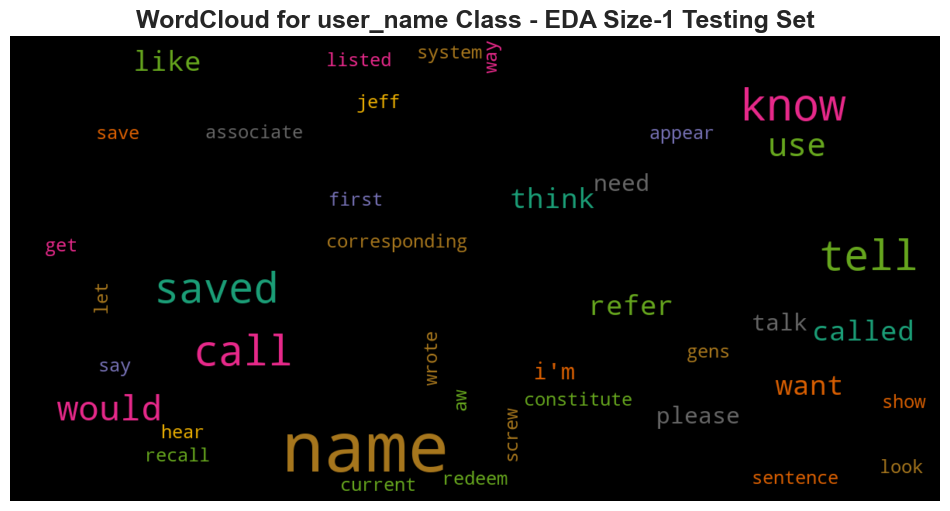 WordCloud for user_name Class - EDA Size-1 Testing Set
like
listed
system
way
jeff
know
save
associate
appear
use
need
first
think
get
corresponding
tell
saved
let
refer
talk
called
call
wrote
gens
say
i'm
want
would
aw
constitute
please
show
hear
screw
name
recall
current
redeem
sentence
look